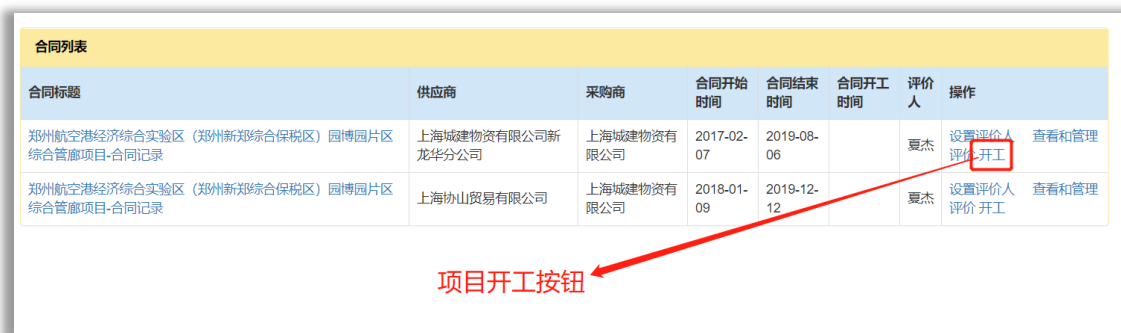 合同列表
合同标题 供应商 采购商 合同开始时间 合同结束时间 合同开工时间 评价人 操作
郑州航空港经济综合实验区（郑州新郑综合保税区）园博园片区
综合管廊项目-合同记录
上海城建物资有限公司新
龙华分公司
上海城建物资有
限公司
2017-02-
07
2019-08-
06
夏杰
设置评价人 查看和管理
评价 开工
郑州航空港经济综合实验区（郑州新郑综合保税区）园博园片区
综合管廊项目-合同记录
上海协山贸易有限公司
上海城建物资有
限公司
2018-01-
09
2019-12-
12
夏杰
设置评价人 查看和管理
评价 开工
项目开工按钮